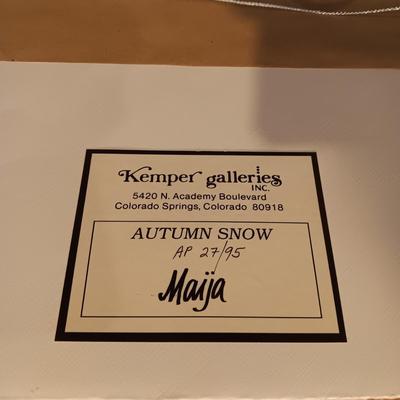 Kemper galleries
INC.
5420 N. Academy Boulevard
Colorado Springs, Colorado 80918
AUTUMN SNOW
AP 27/95
Maija